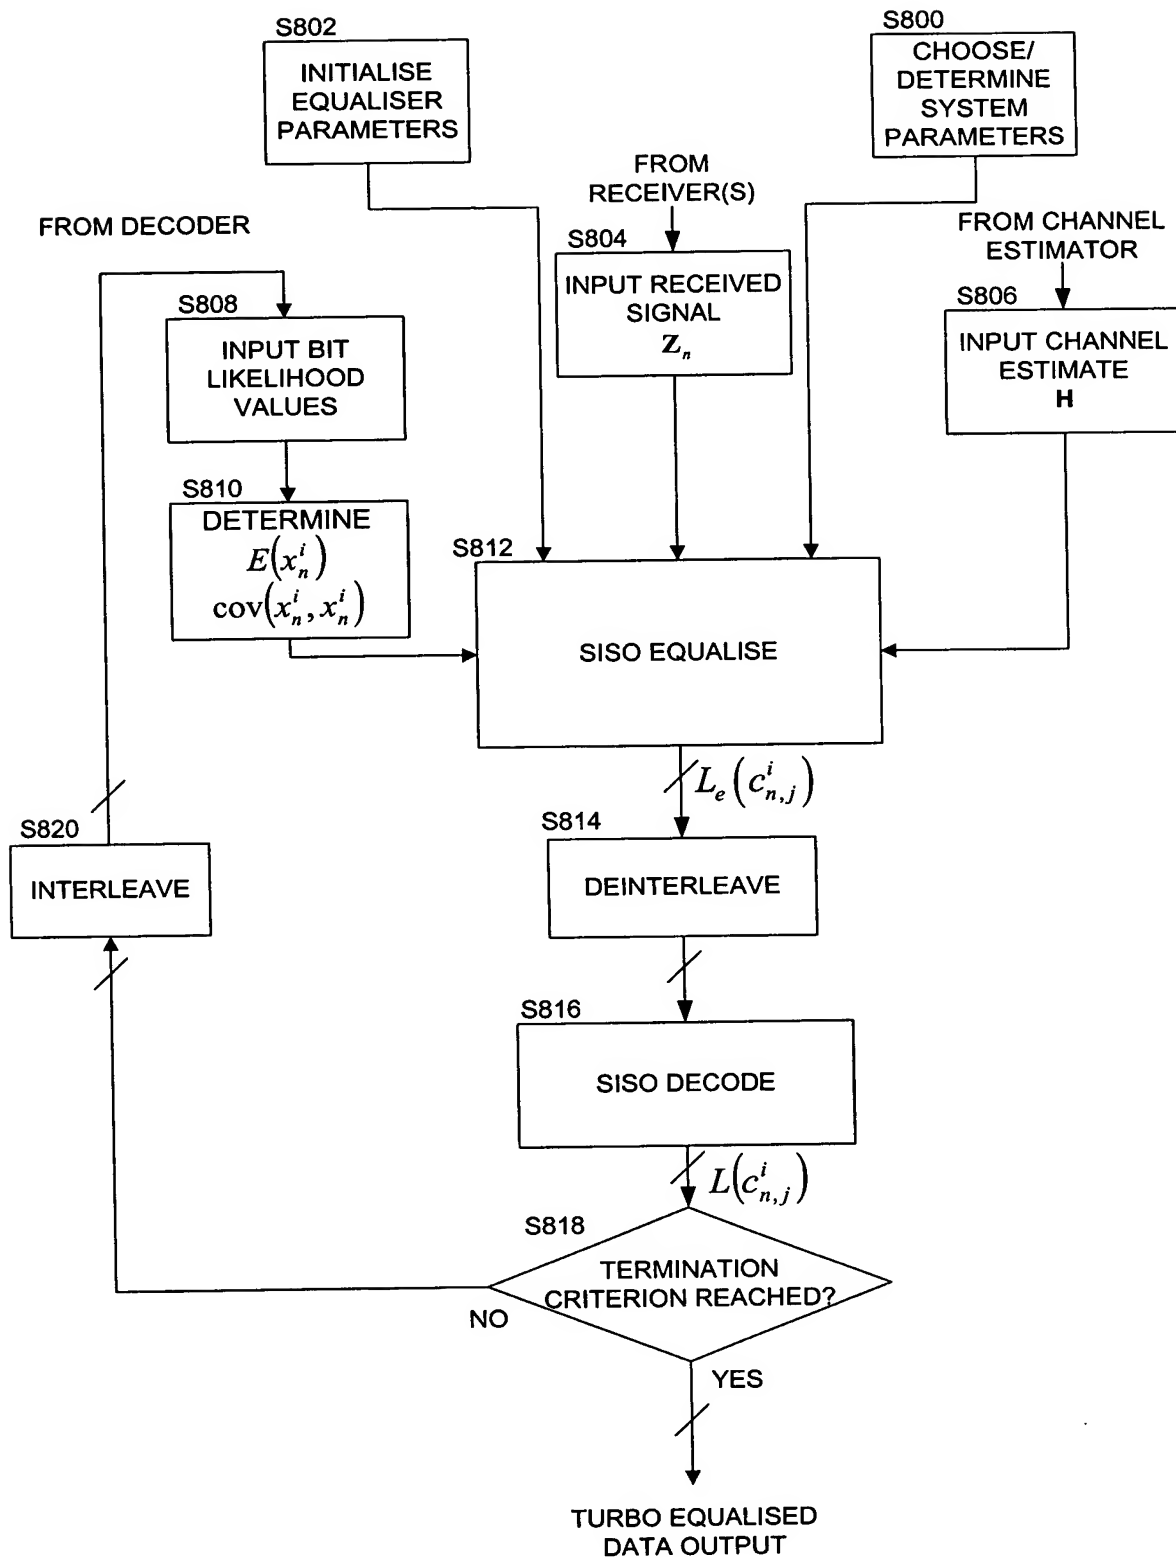 S802
INITIALISE
EQUALISER
PARAMETERS
S800
CHOOSE/
DETERMINE
SYSTEM
PARAMETERS
FROM
RECEIVER(S)
FROM DECODER
S804
INPUT RECEIVED
SIGNAL
Z_n
FROM CHANNEL
ESTIMATOR
S806
INPUT CHANNEL
ESTIMATE
H
S808
INPUT BIT
LIKELIHOOD
VALUES
S810
DETERMINE
E(x_n^i)
cov(x_n^i, x_n^i)
S812
SISO EQUALISE
L_e(c_{n,j}^i)
S814
DEINTERLEAVE
S820
INTERLEAVE
S816
SISO DECODE
L(c_{n,j}^i)
S818
TERMINATION
CRITERION REACHED?
NO
YES
TURBO EQUALISED
DATA OUTPUT